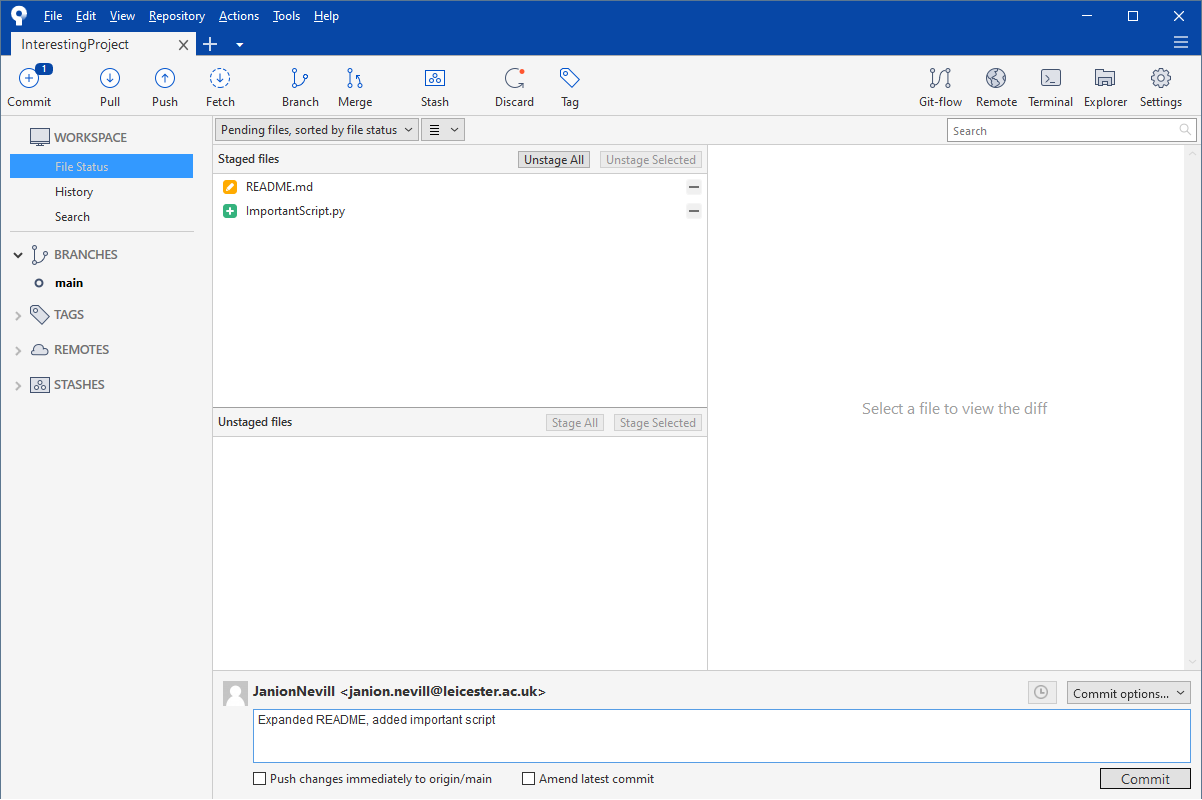 File Edit View Repository Actions Tools Help
InterestingProject
1
Commit Pull Push Fetch Branch Merge Stash Discard Tag Git-flow Remote Terminal Explorer Settings
WORKSPACE
File Status
History
Search
BRANCHES
main
TAGS
REMOTES
STASHES
Pending files, sorted by file status
Search
Staged files Unstage All Unstage Selected
README.md
ImportantScript.py
Unstaged files Stage All Stage Selected
Select a file to view the diff
JanionNevill <janion.nevill@leicester.ac.uk> Commit options...
Expanded README, added important script
Push changes immediately to origin/main Amend latest commit Commit